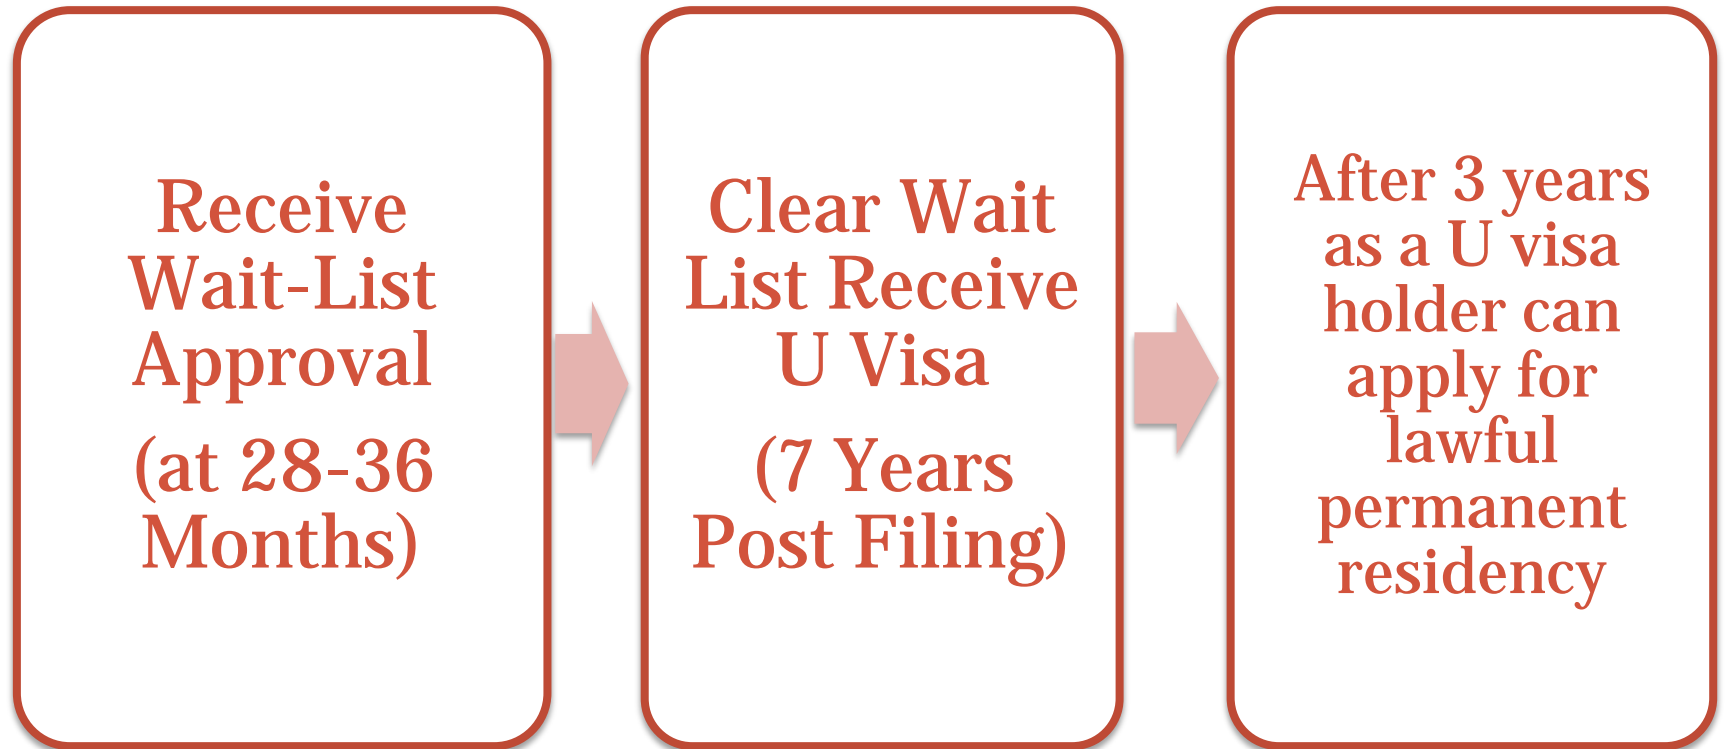 Receive
Wait-List
Approval
(at 28-36
Months)
Clear Wait
List Receive
U Visa
(7 Years
Post Filing)
After 3 years
as a U visa
holder can
apply for
lawful
permanent
residency